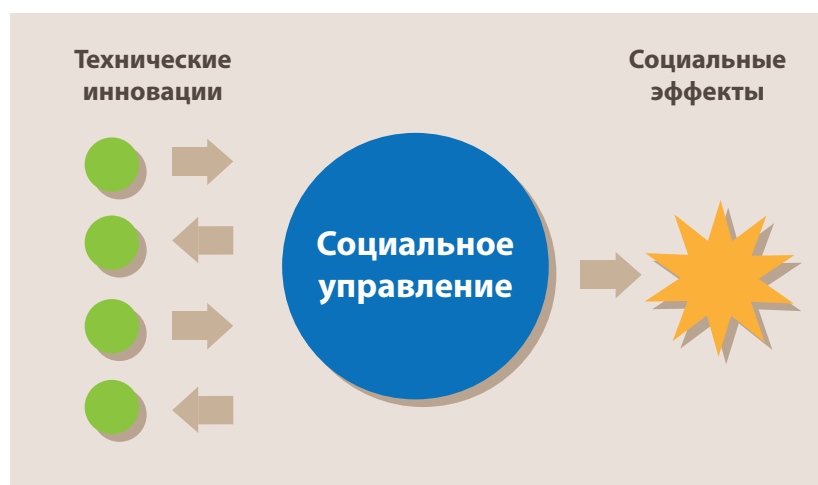 Технические
инновации
Социальные
эффекты
Социальное
управление